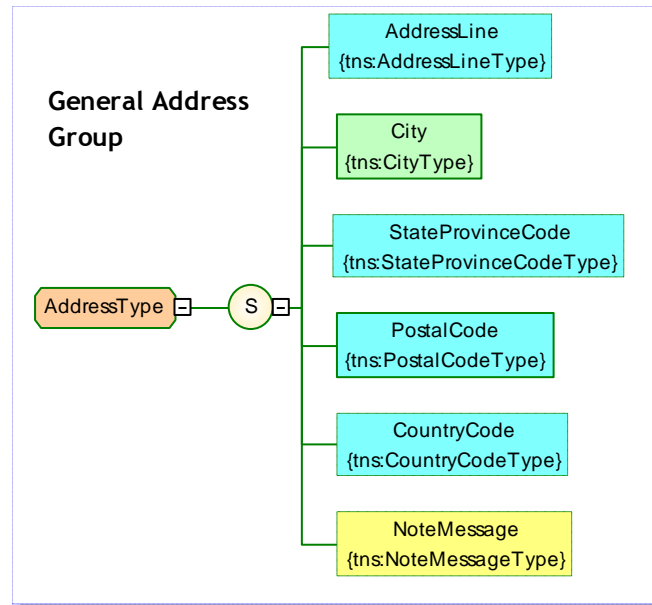 General Address
Group
AddressType
S
AddressLine
{tns:AddressLineType}
City
{tns:CityType}
StateProvinceCode
{tns:StateProvinceCodeType}
PostalCode
{tns:PostalCodeType}
CountryCode
{tns:CountryCodeType}
NoteMessage
{tns:NoteMessageType}